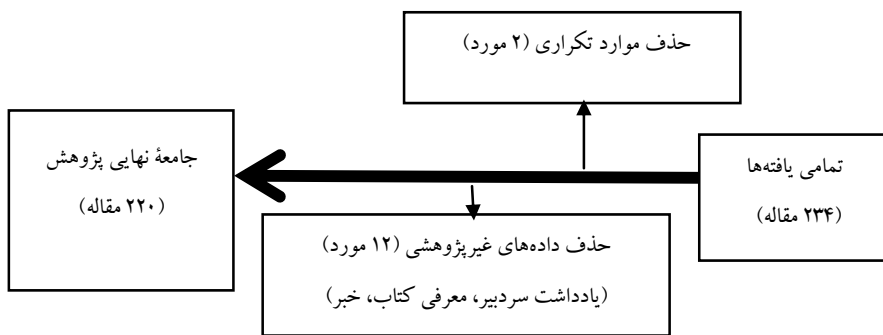 حذف موارد تکراری (۲ مورد)
تمامی یافته‌ها
(۲۳۴ مقاله)
جامعهٔ نهایی پژوهش
(۲۲۰ مقاله)
حذف داده‌های غیرپژوهشی (۱۲ مورد)
(یادداشت سردبیر، معرفی کتاب، خبر)